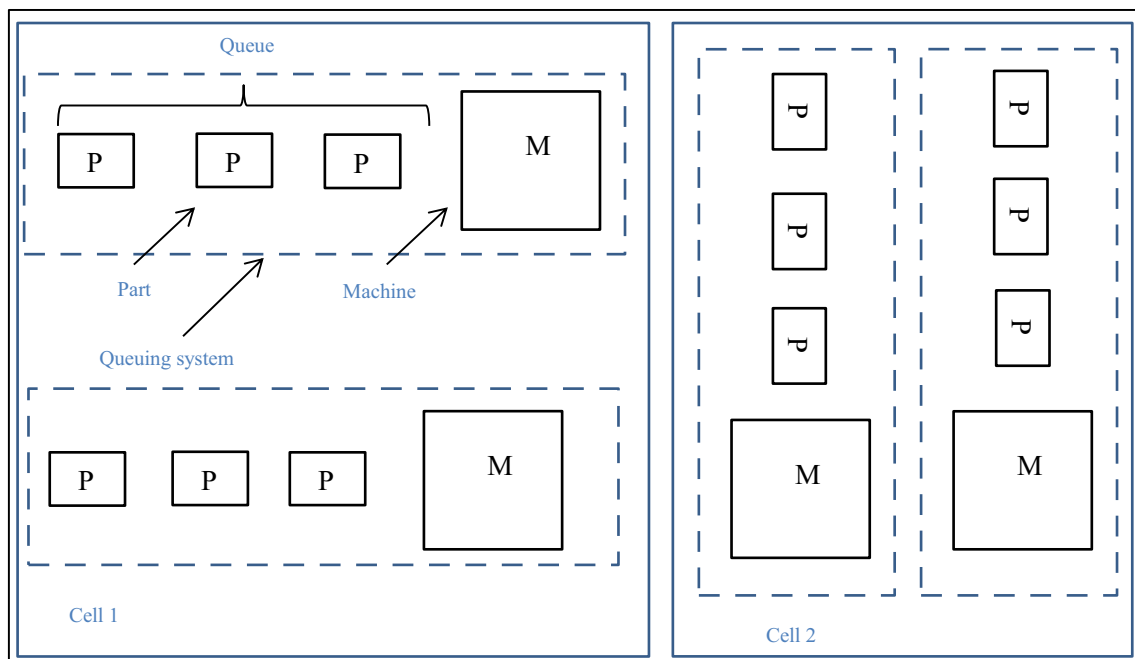 Queue
P P P M
Part
Machine
Queuing system
P P P M
Cell 1
P P
P P
P P
M M
Cell 2